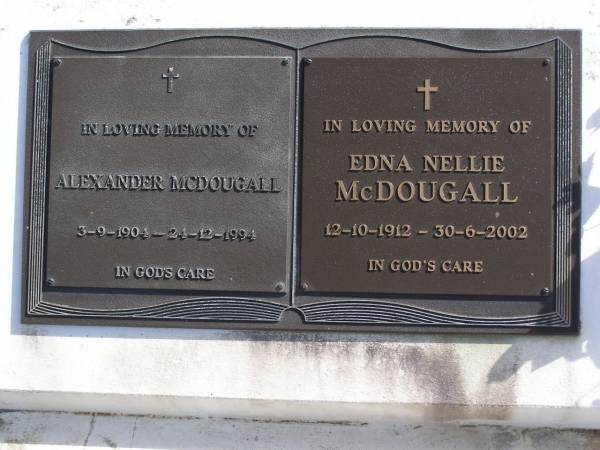 IN LOVING MEMORY OF
ALEXANDER MCDOUGALL
3-9-1904 - 24-12-1994
IN GOD'S CARE
IN LOVING MEMORY OF
EDNA NELLIE
McDOUGALL
12-10-1912 - 30-6-2002
IN GOD'S CARE